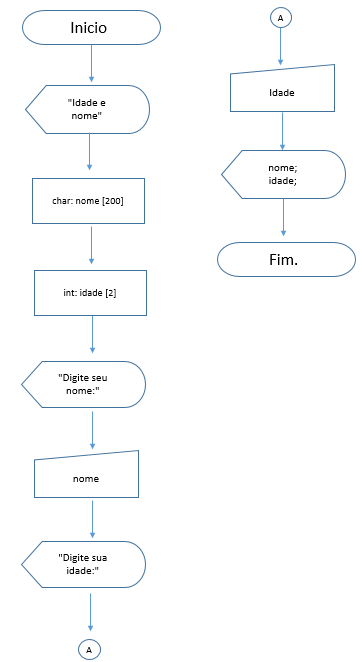 Inicio
"Idade e
nome"
char: nome [200]
int: idade [2]
"Digite seu
nome:"
nome
"Digite sua
idade:"
A
A
Idade
nome;
idade;
Fim.